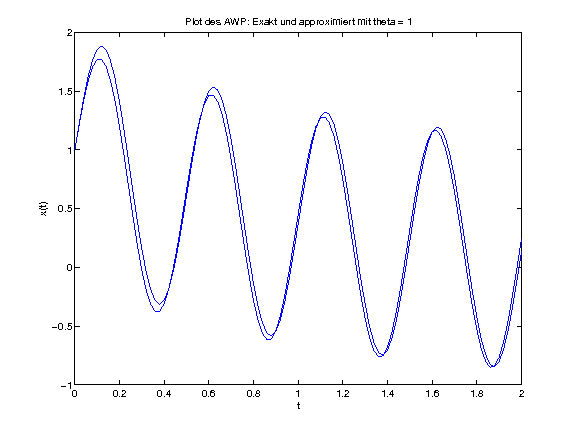 Plot des AWP: Exakt und approximiert mit theta = 1
2
1.5
1
0.5
0
−0.5
−1
x(t)
0 0.2 0.4 0.6 0.8 1 1.2 1.4 1.6 1.8 2
t